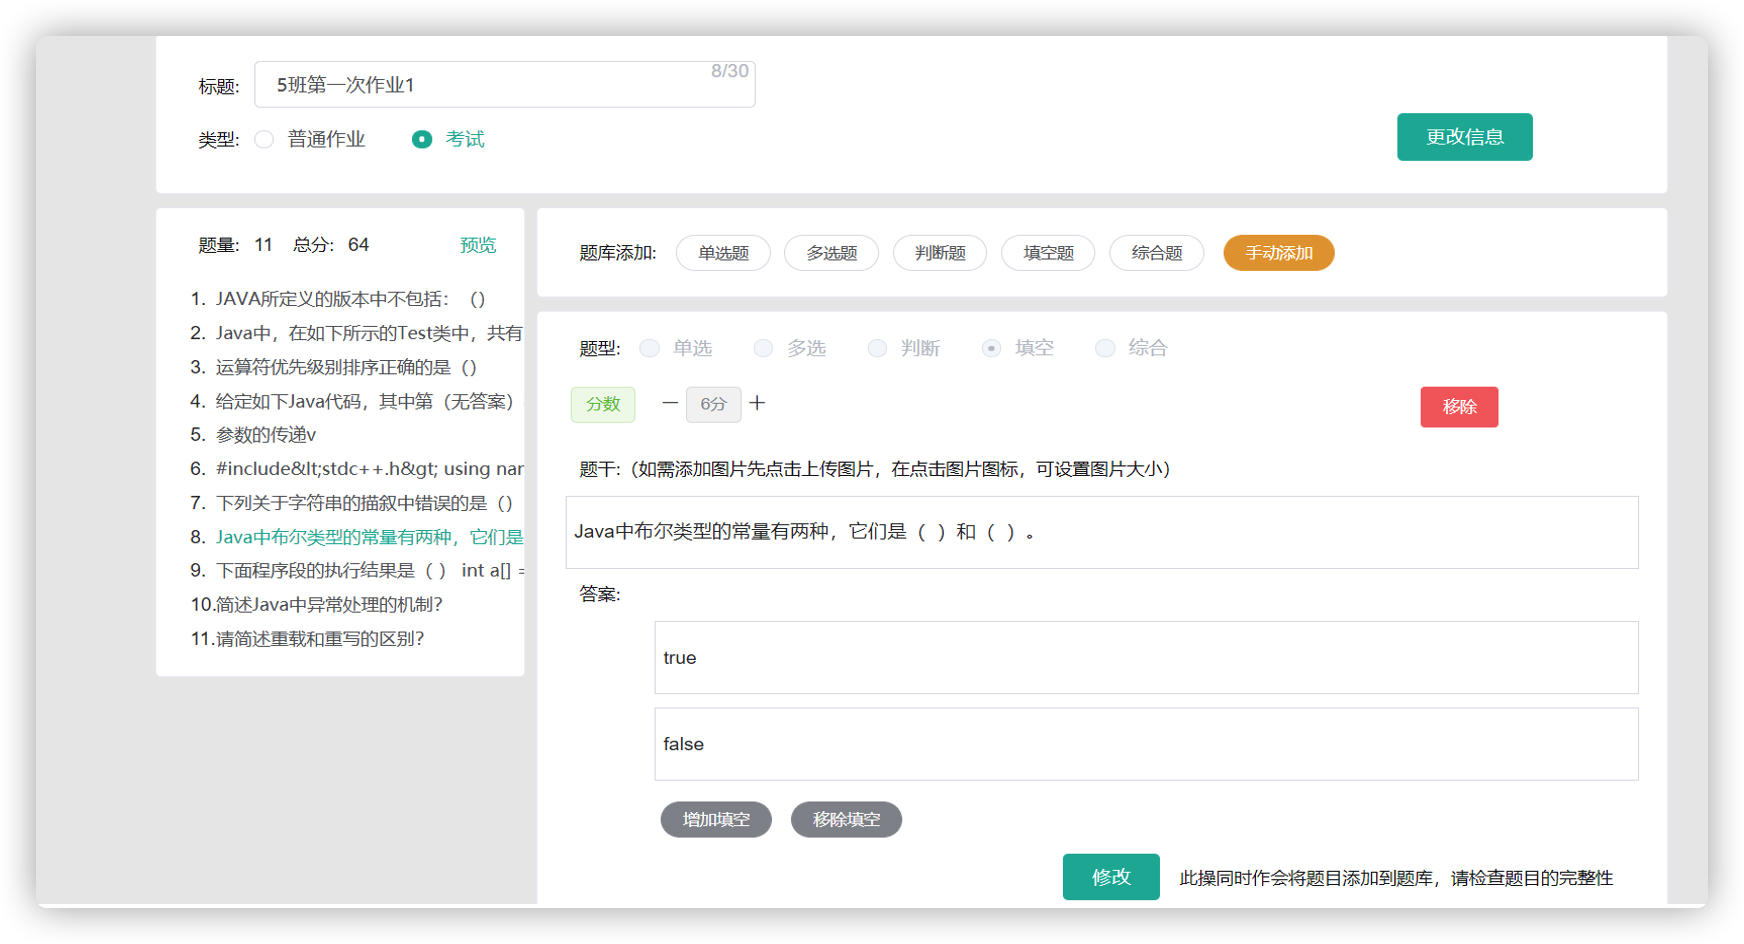 标题: 5班第一次作业1 8/30
类型: 普通作业 考试
更改信息
题量: 11 总分: 64 预览
1. JAVA所定义的版本中不包括：（）
2. Java中，在如下所示的Test类中，共有
3. 运算符优先级别排序正确的是（）
4. 给定如下Java代码，其中第（无答案）
5. 参数的传递v
6. #include&lt;stdc++.h&gt; using nar
7. 下列关于字符串的描叙中错误的是（）
8. Java中布尔类型的常量有两种，它们是
9. 下面程序段的执行结果是（ ） int a[] =
10.简述Java中异常处理的机制?
11.请简述重载和重写的区别?
题库添加: 单选题 多选题 判断题 填空题 综合题 手动添加
题型: 单选 多选 判断 填空 综合
分数 — 6分 + 移除
题干:（如需添加图片先点击上传图片，在点击图片图标，可设置图片大小）
Java中布尔类型的常量有两种，它们是（ ）和（ ）。
答案:
true
false
增加填空 移除填空
修改 此操同时作会将题目添加到题库，请检查题目的完整性